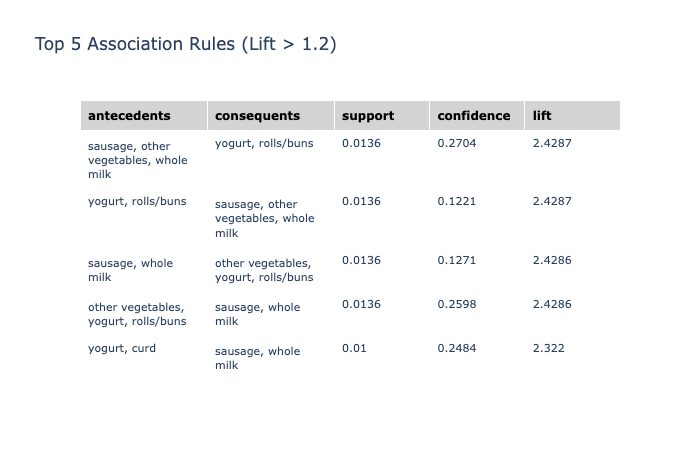 Top 5 Association Rules (Lift > 1.2)
antecedents consequents support confidence lift
sausage, other vegetables, whole milk yogurt, rolls/buns 0.0136 0.2704 2.4287
yogurt, rolls/buns sausage, other vegetables, whole milk 0.0136 0.1221 2.4287
sausage, whole milk other vegetables, yogurt, rolls/buns 0.0136 0.1271 2.4286
other vegetables, yogurt, rolls/buns sausage, whole milk 0.0136 0.2598 2.4286
yogurt, curd sausage, whole milk 0.01 0.2484 2.322